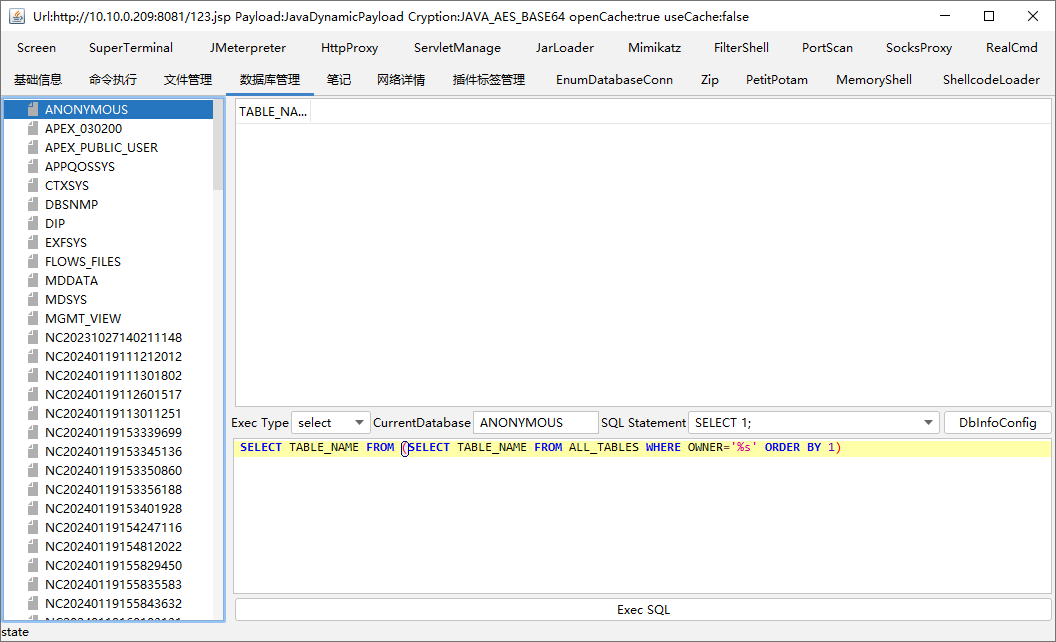 Url:http://10.10.0.209:8081/123.jsp Payload:JavaDynamicPayload Cryption:JAVA_AES_BASE64 openCache:true useCache:false
Screen SuperTerminal JMeterpreter HttpProxy ServletManage JarLoader Mimikatz FilterShell PortScan SocksProxy RealCmd
基础信息 命令执行 文件管理 数据库管理 笔记 网络详情 插件标签管理 EnumDatabaseConn Zip PetitPotam MemoryShell ShellcodeLoader
ANONYMOUS
APEX_030200
APEX_PUBLIC_USER
APPQOSSYS
CTXSYS
DBSNMP
DIP
EXFSYS
FLOWS_FILES
MDDATA
MDSYS
MGMT_VIEW
NC20231027140211148
NC20240119111212012
NC20240119111301802
NC20240119112601517
NC20240119113011251
NC20240119153339699
NC20240119153345136
NC20240119153350860
NC20240119153356188
NC20240119153401928
NC20240119154247116
NC20240119154812022
NC20240119155829450
NC20240119155835583
NC20240119155843632
TABLE_NA...
Exec Type select CurrentDatabase ANONYMOUS SQL Statement SELECT 1; DbInfoConfig
SELECT TABLE_NAME FROM (SELECT TABLE_NAME FROM ALL_TABLES WHERE OWNER='%s' ORDER BY 1)
Exec SQL
state